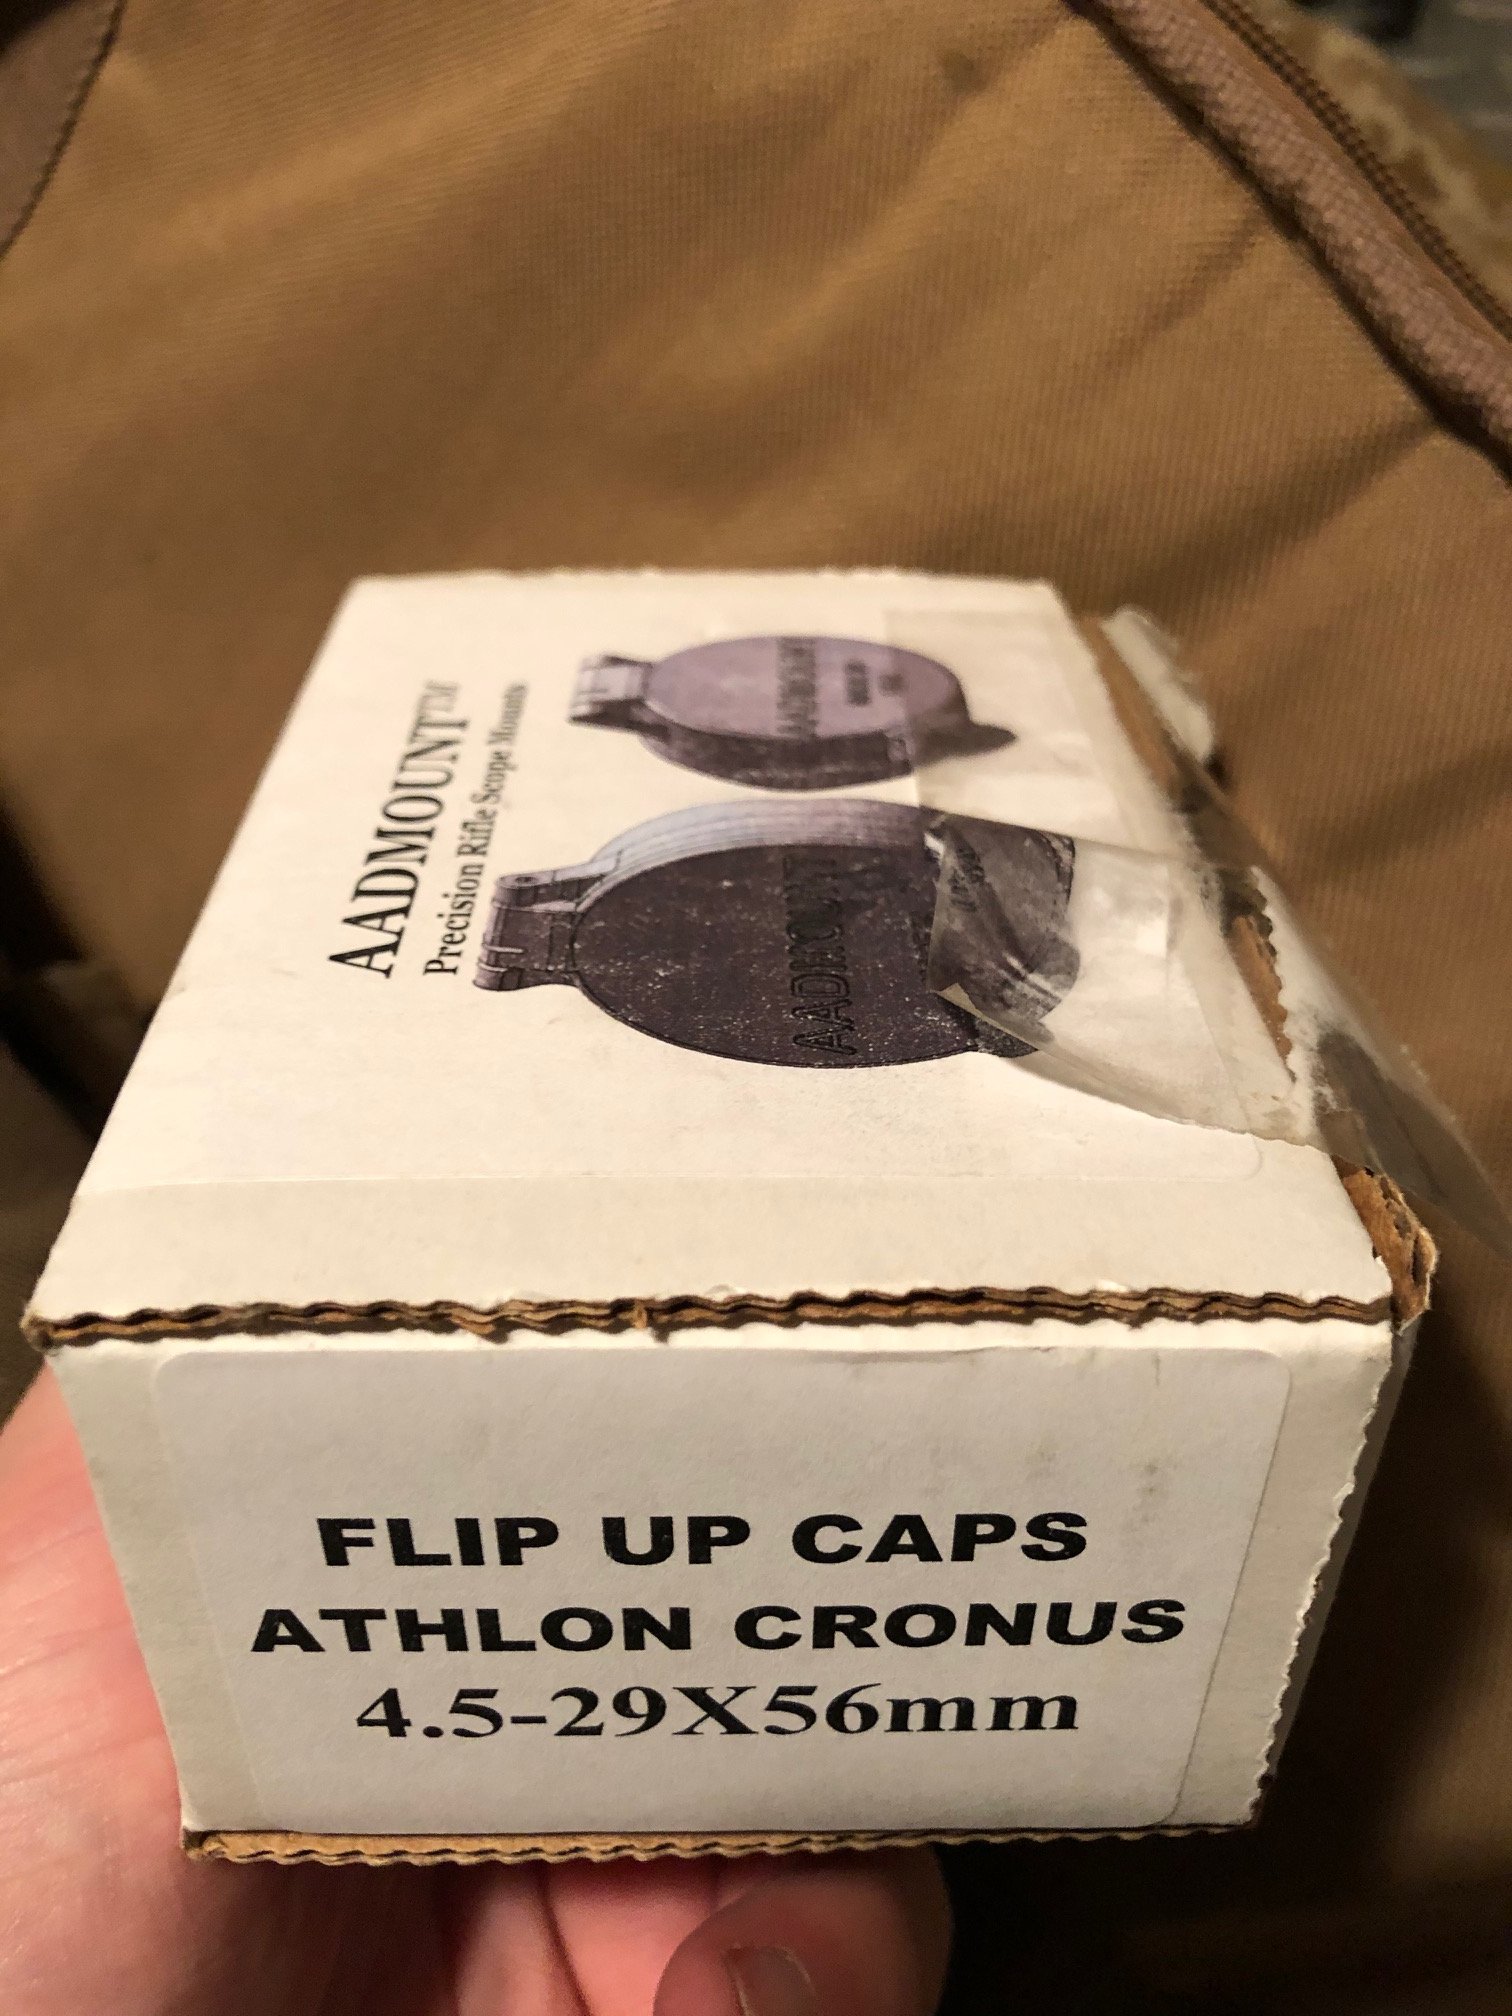 AADMOUNT™
Precision Rifle Scope Mounts
AADMOUNT
AADMOUNT
FLIP UP CAPS
ATHLON CRONUS
4.5-29X56mm